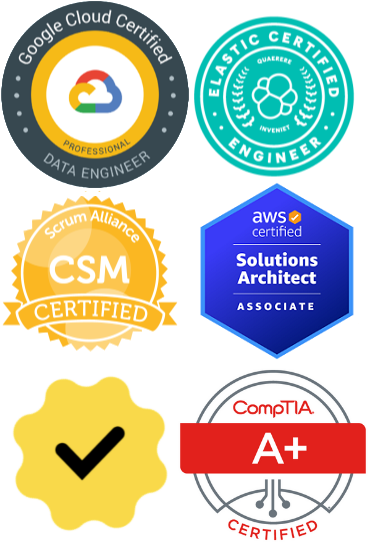 Google Cloud Certified
PROFESSIONAL
DATA ENGINEER
ELASTIC CERTIFIED
QUAERERE
INVENIET
ENGINEER
Scrum Alliance
CSM
CERTIFIED
aws
certified
Solutions
Architect
ASSOCIATE
CompTIA.
A+
CERTIFIED